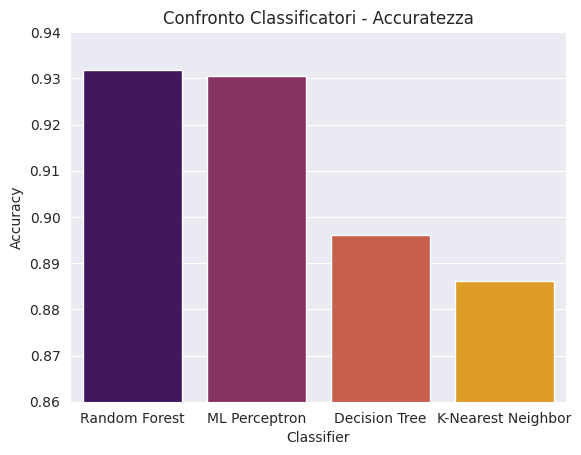 Confronto Classificatori - Accuratezza
0.94
0.93
0.92
0.91
0.90
0.89
0.88
0.87
0.86
Accuracy
Random Forest
ML Perceptron
Decision Tree
K-Nearest Neighbor
Classifier